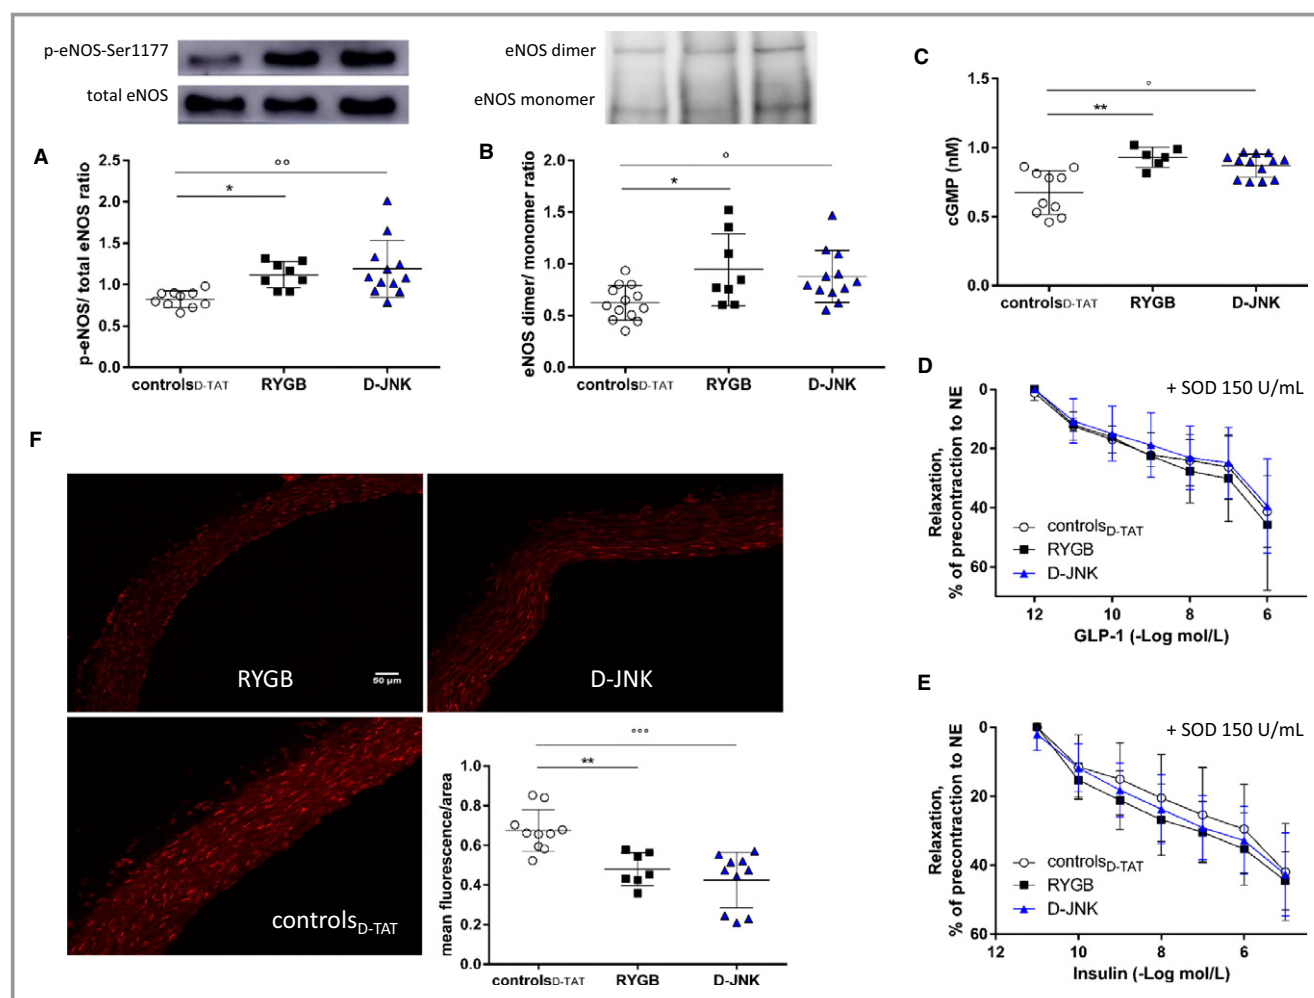 p-eNOS-Ser1177
total eNOS
eNOS dimer
eNOS monomer
A
p-eNOS/ total eNOS ratio
2.5
2.0
1.5
1.0
0.5
0.0
°°
*
controlsD-TAT
RYGB
D-JNK
B
eNOS dimer/ monomer ratio
2.0
1.5
1.0
0.5
0.0
°
*
controlsD-TAT
RYGB
D-JNK
C
cGMP (nM)
1.5
1.0
0.5
0.0
°
**
controlsD-TAT
RYGB
D-JNK
D
+ SOD 150 U/mL
Relaxation,
% of precontraction to NE
0
20
40
60
controlsD-TAT
RYGB
D-JNK
12
10
8
6
GLP-1 (-Log mol/L)
E
+ SOD 150 U/mL
Relaxation,
% of precontraction to NE
0
20
40
60
controlsD-TAT
RYGB
D-JNK
12
10
8
6
Insulin (-Log mol/L)
F
RYGB
50 µm
D-JNK
controlsD-TAT
mean fluorescence/area
1.0
0.8
0.6
0.4
0.2
0.0
°°°
**
controlsD-TAT
RYGB
D-JNK